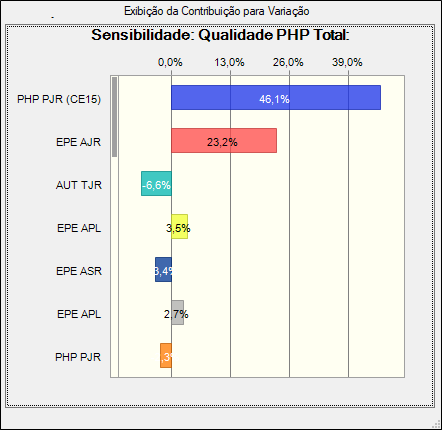 Exibição da Contribuição para Variação
Sensibilidade: Qualidade PHP Total:
0,0% 13,0% 26,0% 39,0%
PHP PJR (CE15) 46,1%
EPE AJR 23,2%
AUT TJR -6,6%
EPE APL 3,5%
EPE ASR 3,4%
EPE APL 2,7%
PHP PJR